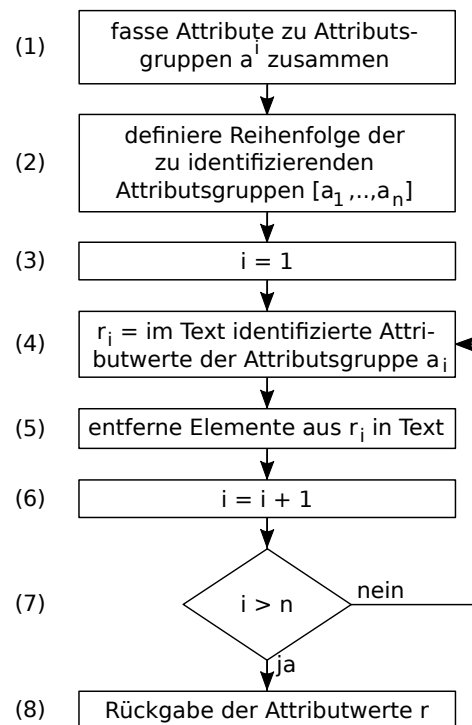 (1)
fasse Attribute zu Attributs-
gruppen a^i zusammen
(2)
definiere Reihenfolge der
zu identifizierenden
Attributsgruppen [a_1,..,a_n]
(3)
i = 1
(4)
r_i = im Text identifizierte Attri-
butwerte der Attributsgruppe a_i
(5)
entferne Elemente aus r_i in Text
(6)
i = i + 1
(7)
i > n
nein
ja
(8)
Rückgabe der Attributwerte r